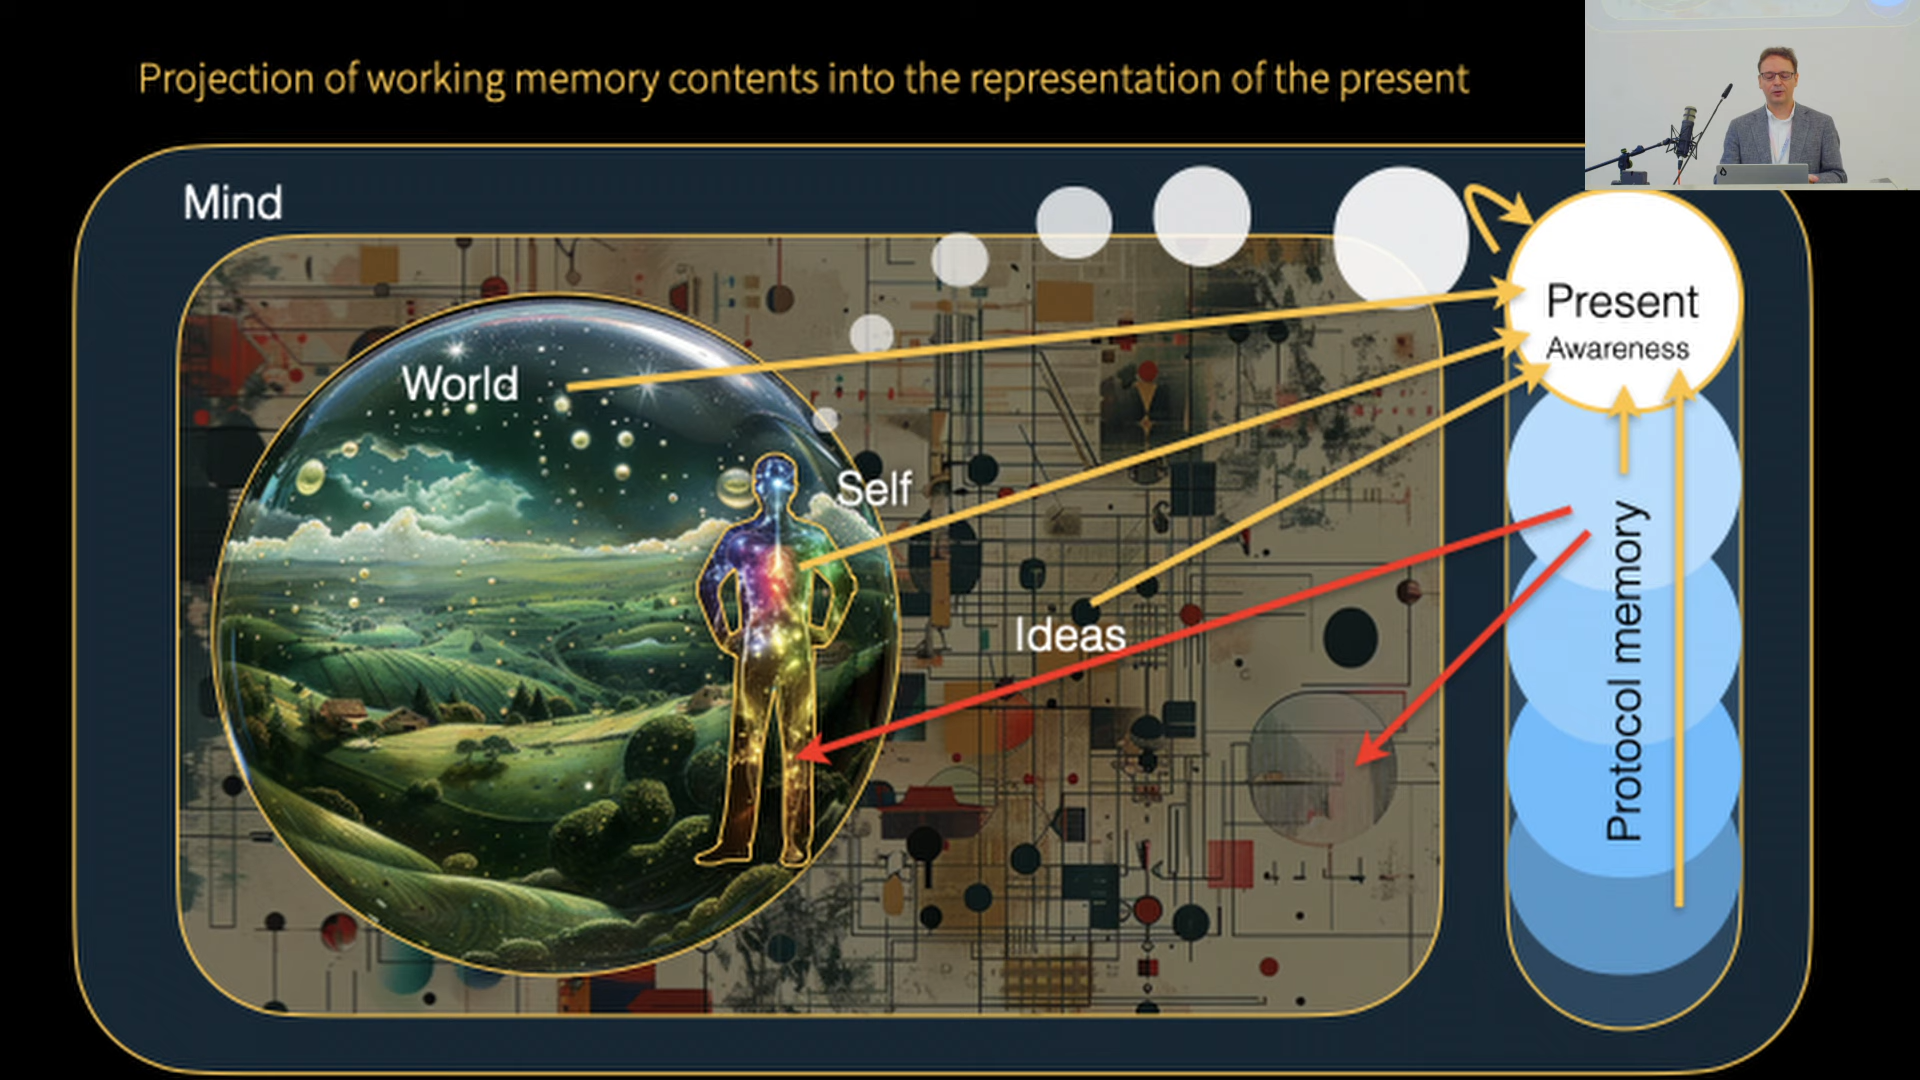 Projection of working memory contents into the representation of the present
Mind
World
Self
Ideas
Present
Awareness
Protocol memory